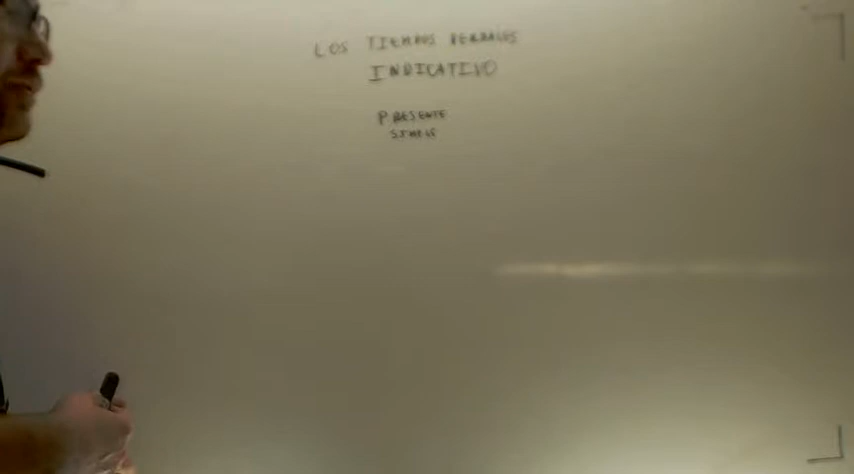 LOS TIEMPOS VERBALES
INDICATIVO
PRESENTE
SIMPLE